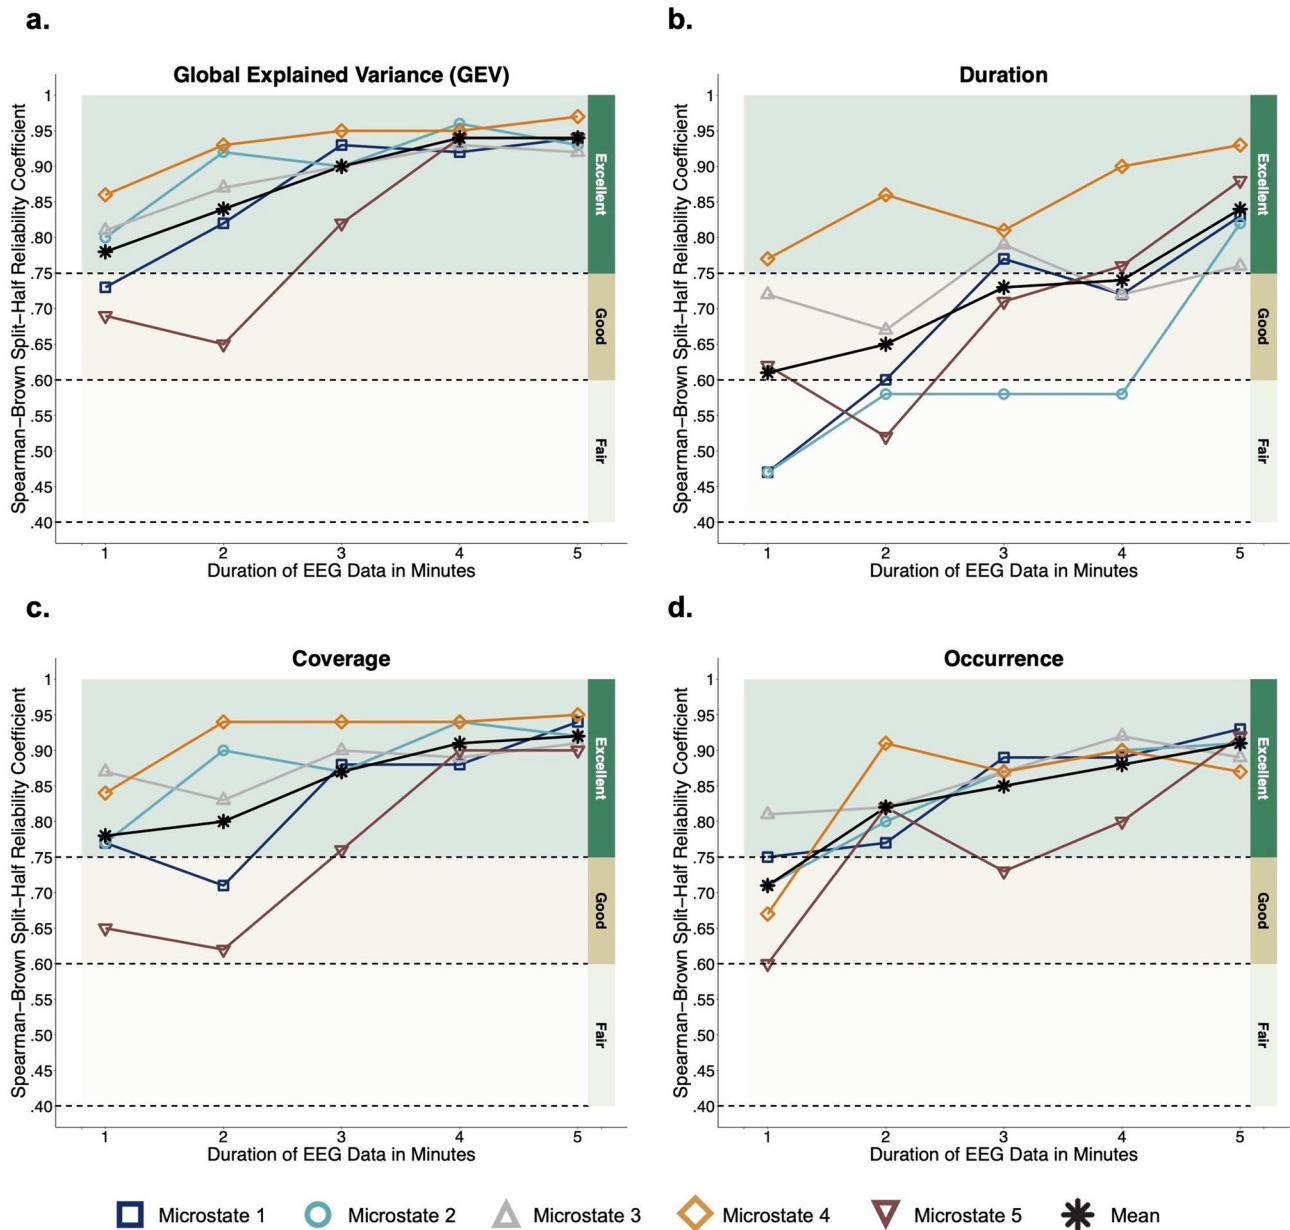 a.
Global Explained Variance (GEV)
Spearman−Brown Split−Half Reliability Coefficient
1
.95
.90
.85
.80
.75
.70
.65
.60
.55
.50
.45
.40
Excellent
Good
Fair
1 2 3 4 5
Duration of EEG Data in Minutes
b.
Duration
Spearman−Brown Split−Half Reliability Coefficient
1
.95
.90
.85
.80
.75
.70
.65
.60
.55
.50
.45
.40
Excellent
Good
Fair
1 2 3 4 5
Duration of EEG Data in Minutes
c.
Coverage
Spearman−Brown Split−Half Reliability Coefficient
1
.95
.90
.85
.80
.75
.70
.65
.60
.55
.50
.45
.40
Excellent
Good
Fair
1 2 3 4 5
Duration of EEG Data in Minutes
d.
Occurrence
Spearman−Brown Split−Half Reliability Coefficient
1
.95
.90
.85
.80
.75
.70
.65
.60
.55
.50
.45
.40
Excellent
Good
Fair
1 2 3 4 5
Duration of EEG Data in Minutes
Microstate 1 Microstate 2 Microstate 3 Microstate 4 Microstate 5 Mean